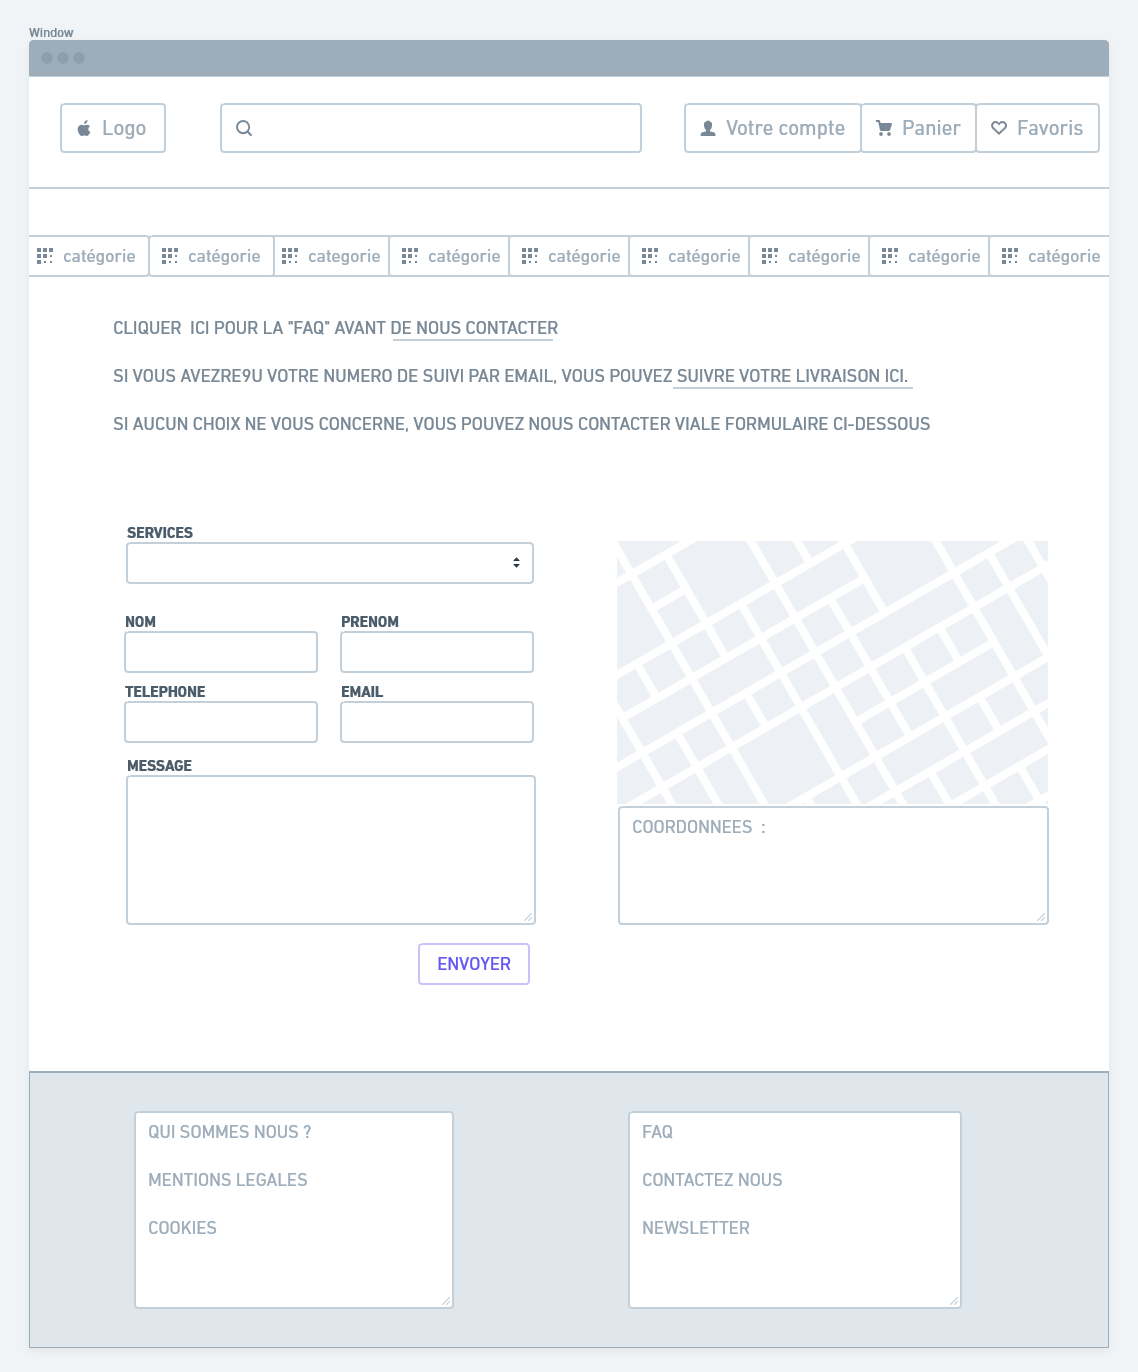 Window
Logo
Votre compte
Panier
Favoris
catégorie
catégorie
categorie
catégorie
catégorie
catégorie
catégorie
catégorie
catégorie
CLIQUER  ICI POUR LA "FAQ" AVANT DE NOUS CONTACTER
SI VOUS AVEZRE9U VOTRE NUMERO DE SUIVI PAR EMAIL, VOUS POUVEZ SUIVRE VOTRE LIVRAISON ICI.
SI AUCUN CHOIX NE VOUS CONCERNE, VOUS POUVEZ NOUS CONTACTER VIALE FORMULAIRE CI-DESSOUS
SERVICES
NOM
PRENOM
TELEPHONE
EMAIL
MESSAGE
ENVOYER
COORDONNEES  :
QUI SOMMES NOUS ?
MENTIONS LEGALES
COOKIES
FAQ
CONTACTEZ NOUS
NEWSLETTER